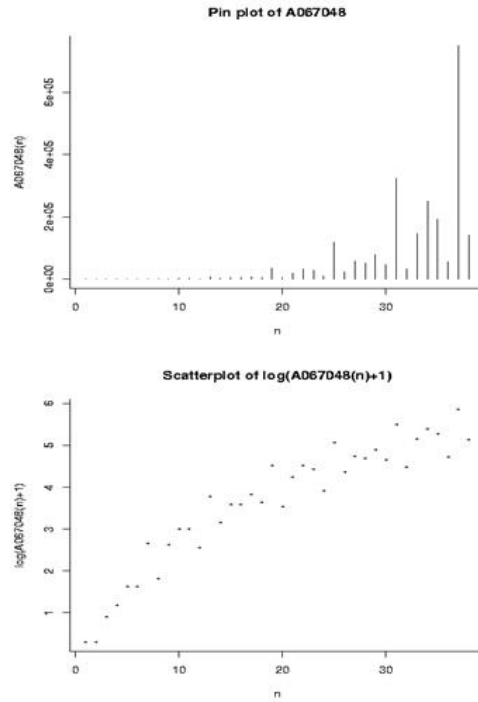 Pin plot of A067048
A067048(n)
6e+05
4e+05
2e+05
0e+00
0 10 20 30
n
Scatterplot of log(A067048(n)+1)
log(A067048(n)+1)
6
5
4
3
2
1
0 10 20 30
n